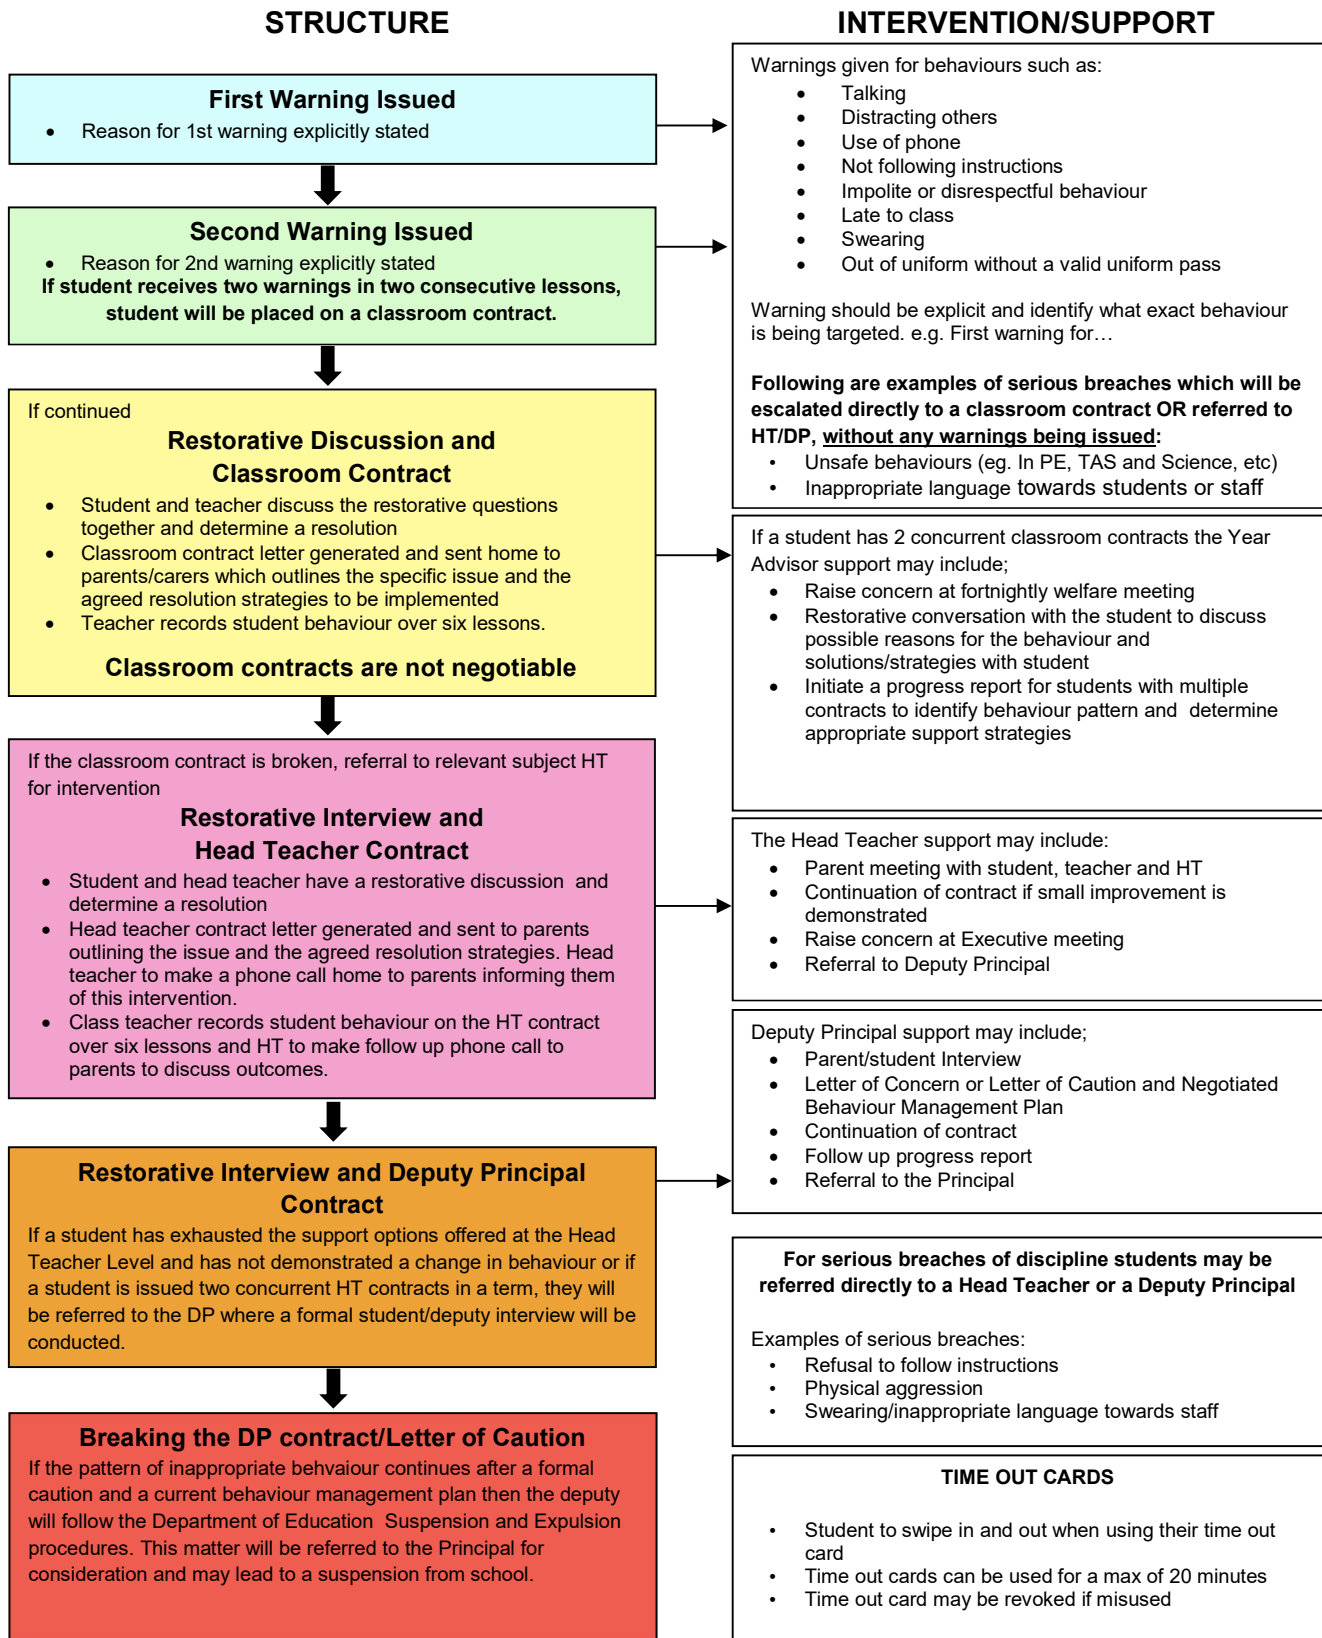 STRUCTURE
First Warning Issued
• Reason for 1st warning explicitly stated
Second Warning Issued
• Reason for 2nd warning explicitly stated
If student receives two warnings in two consecutive lessons,
student will be placed on a classroom contract.
If continued
Restorative Discussion and
Classroom Contract
• Student and teacher discuss the restorative questions
together and determine a resolution
• Classroom contract letter generated and sent home to
parents/carers which outlines the specific issue and the
agreed resolution strategies to be implemented
• Teacher records student behaviour over six lessons.
Classroom contracts are not negotiable
If the classroom contract is broken, referral to relevant subject HT
for intervention
Restorative Interview and
Head Teacher Contract
• Student and head teacher have a restorative discussion and
determine a resolution
• Head teacher contract letter generated and sent to parents
outlining the issue and the agreed resolution strategies. Head
teacher to make a phone call home to parents informing them
of this intervention.
• Class teacher records student behaviour on the HT contract
over six lessons and HT to make follow up phone call to
parents to discuss outcomes.
Restorative Interview and Deputy Principal
Contract
If a student has exhausted the support options offered at the Head
Teacher Level and has not demonstrated a change in behaviour or if
a student is issued two concurrent HT contracts in a term, they will
be referred to the DP where a formal student/deputy interview will be
conducted.
Breaking the DP contract/Letter of Caution
If the pattern of inappropriate behvaiour continues after a formal
caution and a current behaviour management plan then the deputy
will follow the Department of Education Suspension and Expulsion
procedures. This matter will be referred to the Principal for
consideration and may lead to a suspension from school.
INTERVENTION/SUPPORT
Warnings given for behaviours such as:
• Talking
• Distracting others
• Use of phone
• Not following instructions
• Impolite or disrespectful behaviour
• Late to class
• Swearing
• Out of uniform without a valid uniform pass
Warning should be explicit and identify what exact behaviour
is being targeted. e.g. First warning for…
Following are examples of serious breaches which will be
escalated directly to a classroom contract OR referred to
HT/DP, without any warnings being issued:
• Unsafe behaviours (eg. In PE, TAS and Science, etc)
• Inappropriate language towards students or staff
If a student has 2 concurrent classroom contracts the Year
Advisor support may include;
• Raise concern at fortnightly welfare meeting
• Restorative conversation with the student to discuss
possible reasons for the behaviour and
solutions/strategies with student
• Initiate a progress report for students with multiple
contracts to identify behaviour pattern and determine
appropriate support strategies
The Head Teacher support may include:
• Parent meeting with student, teacher and HT
• Continuation of contract if small improvement is
demonstrated
• Raise concern at Executive meeting
• Referral to Deputy Principal
Deputy Principal support may include;
• Parent/student Interview
• Letter of Concern or Letter of Caution and Negotiated
Behaviour Management Plan
• Continuation of contract
• Follow up progress report
• Referral to the Principal
For serious breaches of discipline students may be
referred directly to a Head Teacher or a Deputy Principal
Examples of serious breaches:
• Refusal to follow instructions
• Physical aggression
• Swearing/inappropriate language towards staff
TIME OUT CARDS
• Student to swipe in and out when using their time out
card
• Time out cards can be used for a max of 20 minutes
• Time out card may be revoked if misused